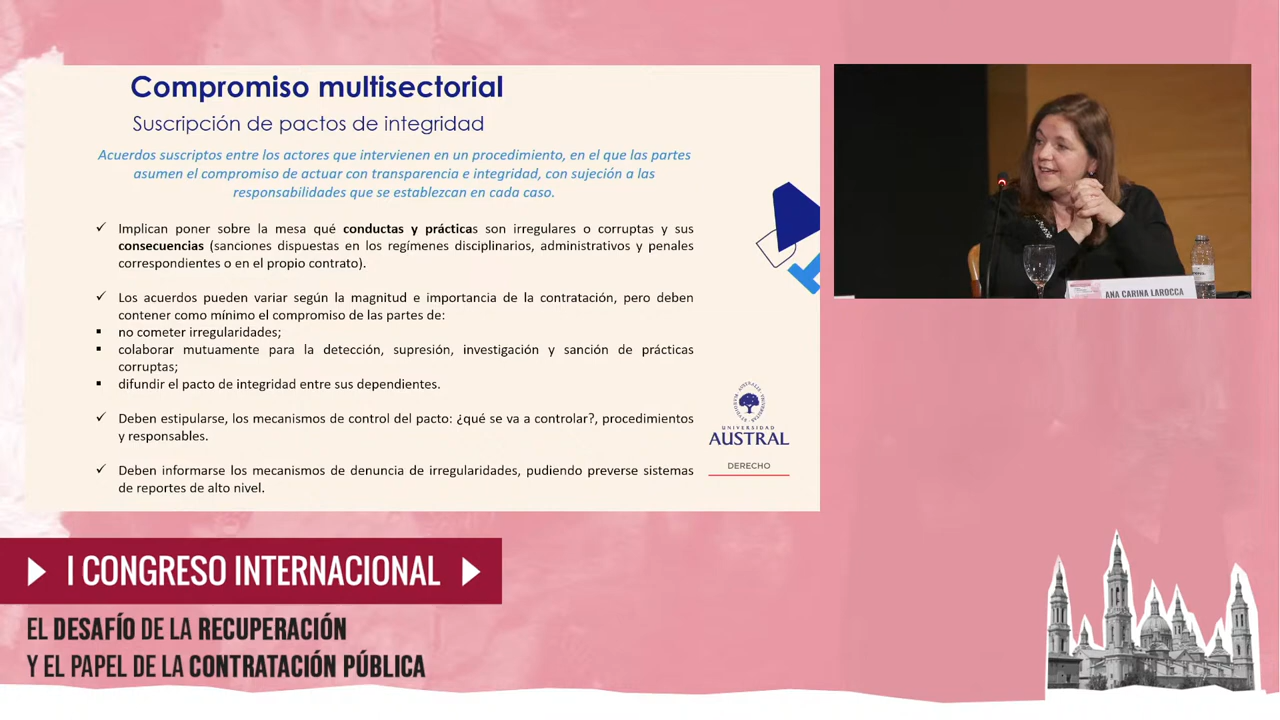 Compromiso multisectorial
Suscripción de pactos de integridad
Acuerdos suscriptos entre los actores que intervienen en un procedimiento, en el que las partes
asumen el compromiso de actuar con transparencia e integridad, con sujeción a las
responsabilidades que se establezcan en cada caso.
✓ Implican poner sobre la mesa qué conductas y prácticas son irregulares o corruptas y sus
consecuencias (sanciones dispuestas en los regímenes disciplinarios, administrativos y penales
correspondientes o en el propio contrato).
✓ Los acuerdos pueden variar según la magnitud e importancia de la contratación, pero deben
contener como mínimo el compromiso de las partes de:
▪ no cometer irregularidades;
▪ colaborar mutuamente para la detección, supresión, investigación y sanción de prácticas
corruptas;
▪ difundir el pacto de integridad entre sus dependientes.
✓ Deben estipularse, los mecanismos de control del pacto: ¿qué se va a controlar?, procedimientos
y responsables.
✓ Deben informarse los mecanismos de denuncia de irregularidades, pudiendo preverse sistemas
de reportes de alto nivel.
UNIVERSIDAD
AUSTRAL
DERECHO
ANA CARINA LAROCCA
I CONGRESO INTERNACIONAL
EL DESAFÍO DE LA RECUPERACIÓN
Y EL PAPEL DE LA CONTRATACIÓN PÚBLICA